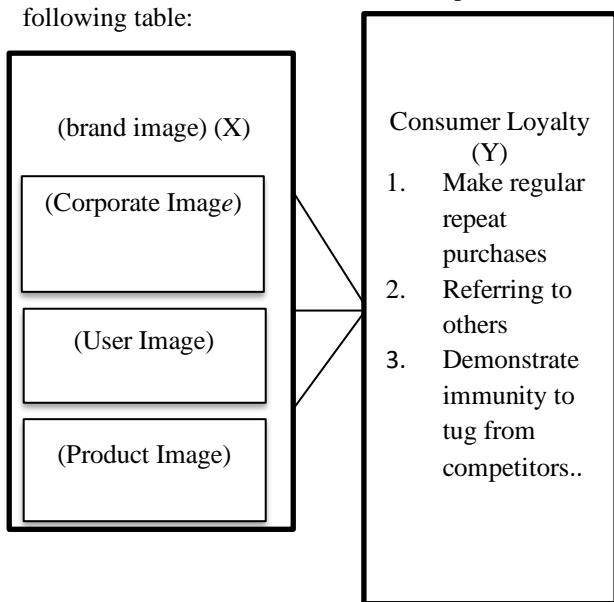 following table:
(brand image) (X)
(Corporate Image)
(User Image)
(Product Image)
Consumer Loyalty
(Y)
1. Make regular
repeat
purchases
2. Referring to
others
3. Demonstrate
immunity to
tug from
competitors..